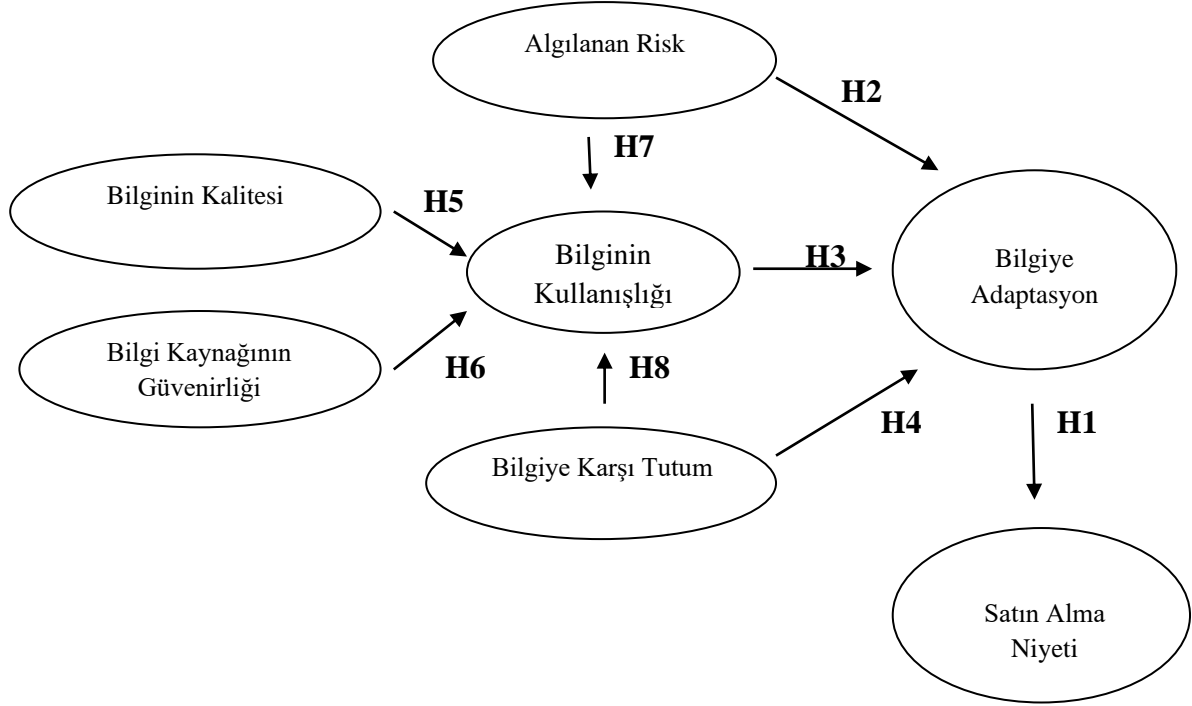 Algılanan Risk
H2
H7
Bilginin Kalitesi
H5
Bilginin
Kullanışlığı
H3
Bilgiye
Adaptasyon
Bilgi Kaynağının
Güvenirliği
H6
H8
H4
H1
Bilgiye Karşı Tutum
Satın Alma
Niyeti